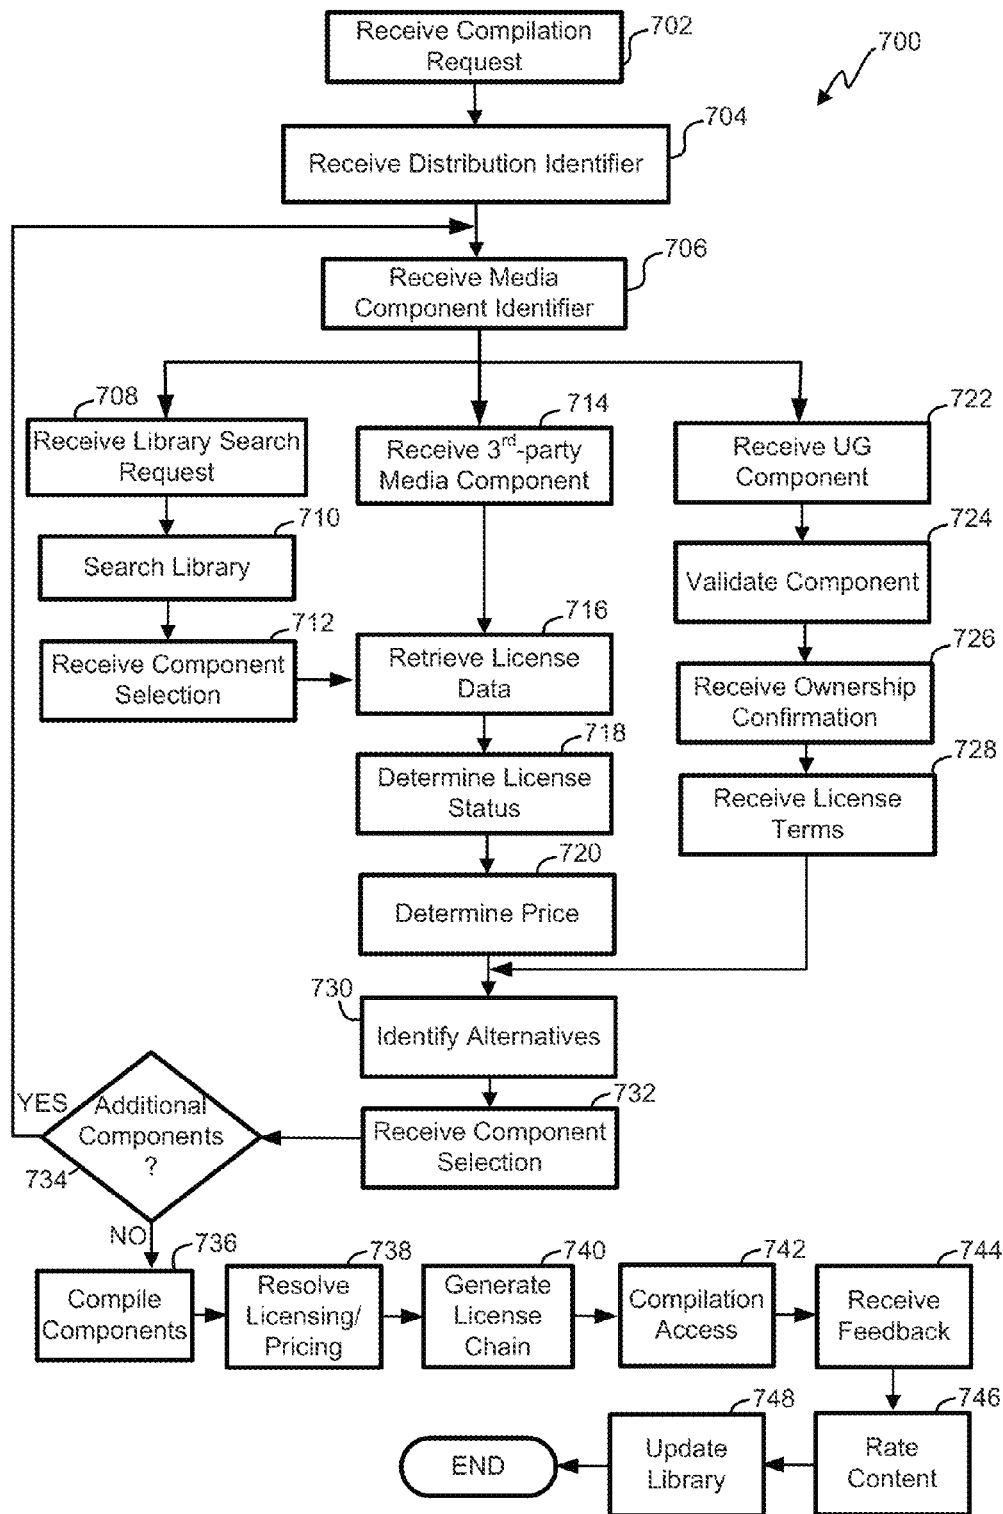 Receive Compilation
Request
702
700
704
Receive Distribution Identifier
706
Receive Media
Component Identifier
708
Receive Library Search
Request
714
Receive 3rd-party
Media Component
722
Receive UG
Component
710
Search Library
724
Validate Component
712
Receive Component
Selection
716
Retrieve License
Data
726
Receive Ownership
Confirmation
718
Determine License
Status
728
Receive License
Terms
720
Determine Price
730
Identify Alternatives
732
Receive Component
Selection
YES
Additional
Components
?
734
NO
736
Compile
Components
738
Resolve
Licensing/
Pricing
740
Generate
License
Chain
742
Compilation
Access
744
Receive
Feedback
746
Rate
Content
748
Update
Library
END